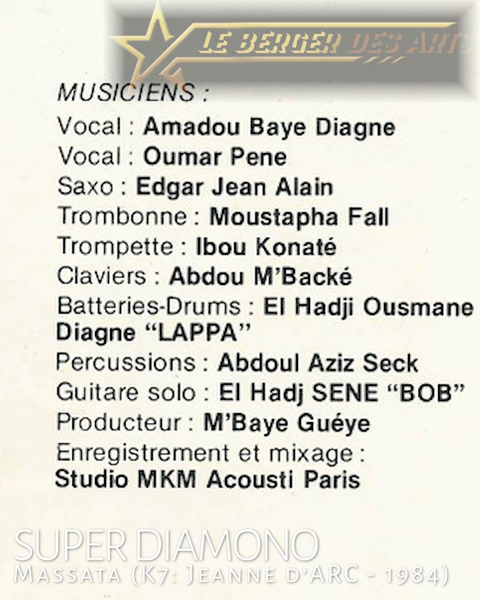 LE BERGER DES ARTS
MUSICIENS :
Vocal : Amadou Baye Diagne
Vocal : Oumar Pene
Saxo : Edgar Jean Alain
Trombonne : Moustapha Fall
Trompette : Ibou Konaté
Claviers : Abdou M'Backé
Batteries-Drums : El Hadji Ousmane
Diagne "LAPPA"
Percussions : Abdoul Aziz Seck
Guitare solo : El Hadj SENE "BOB"
Producteur : M'Baye Guéye
Enregistrement et mixage :
Studio MKM Acousti Paris
SUPER DIAMONO
Massata (K7: Jeanne d'ARC - 1984)